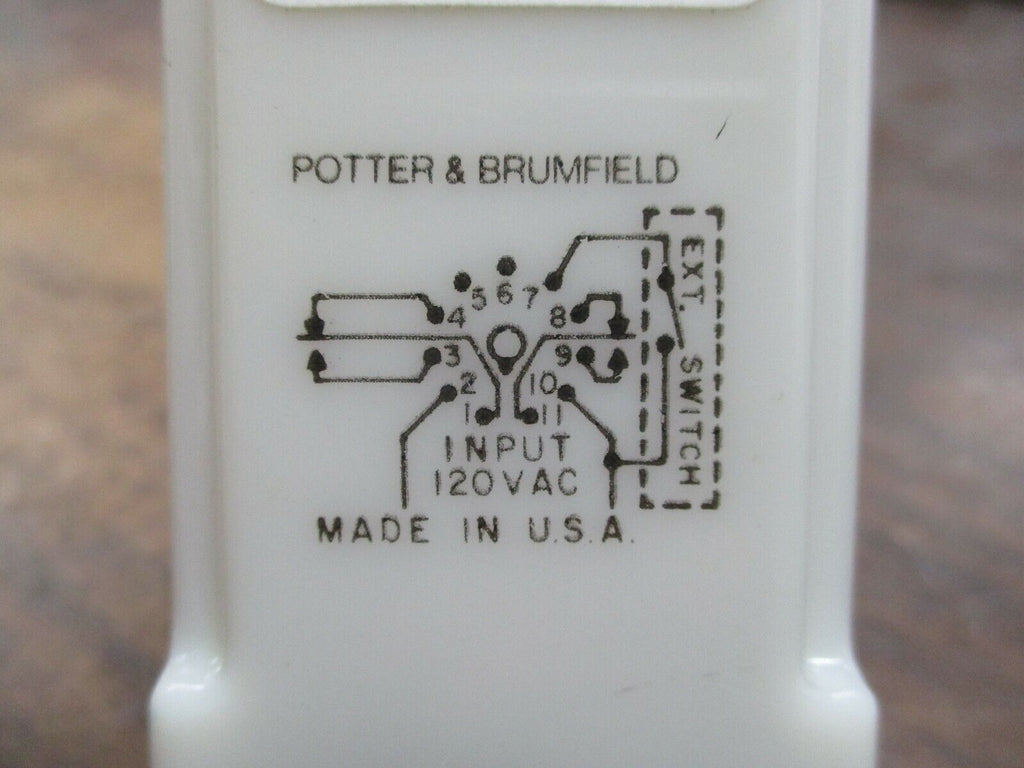 POTTER & BRUMFIELD
EXT. SWITCH
5 6 7
4 8
3 9
2 10
1 11
INPUT
120VAC
MADE IN U.S.A.